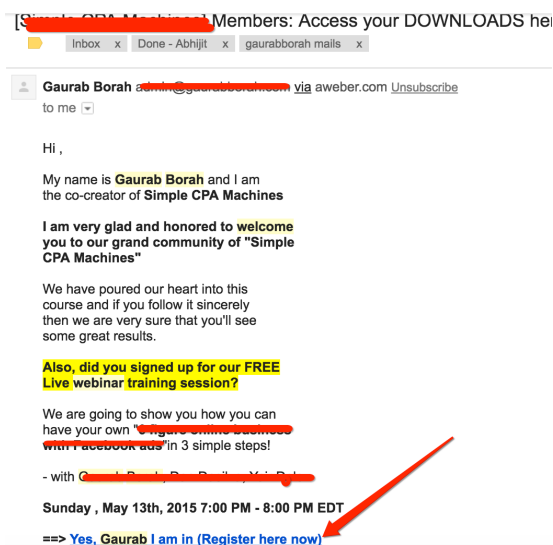 Members: Access your DOWNLOADS her
Inbox x Done - Abhijit x gaurabborah mails x
Gaurab Borah via aweber.com Unsubscribe
to me
Hi ,
My name is Gaurab Borah and I am
the co-creator of Simple CPA Machines
I am very glad and honored to welcome
you to our grand community of "Simple
CPA Machines"
We have poured our heart into this
course and if you follow it sincerely
then we are very sure that you'll see
some great results.
Also, did you signed up for our FREE
Live webinar training session?
We are going to show you how you can
have your own "
"in 3 simple steps!
- with
Sunday , May 13th, 2015 7:00 PM - 8:00 PM EDT
==> Yes, Gaurab I am in (Register here now)